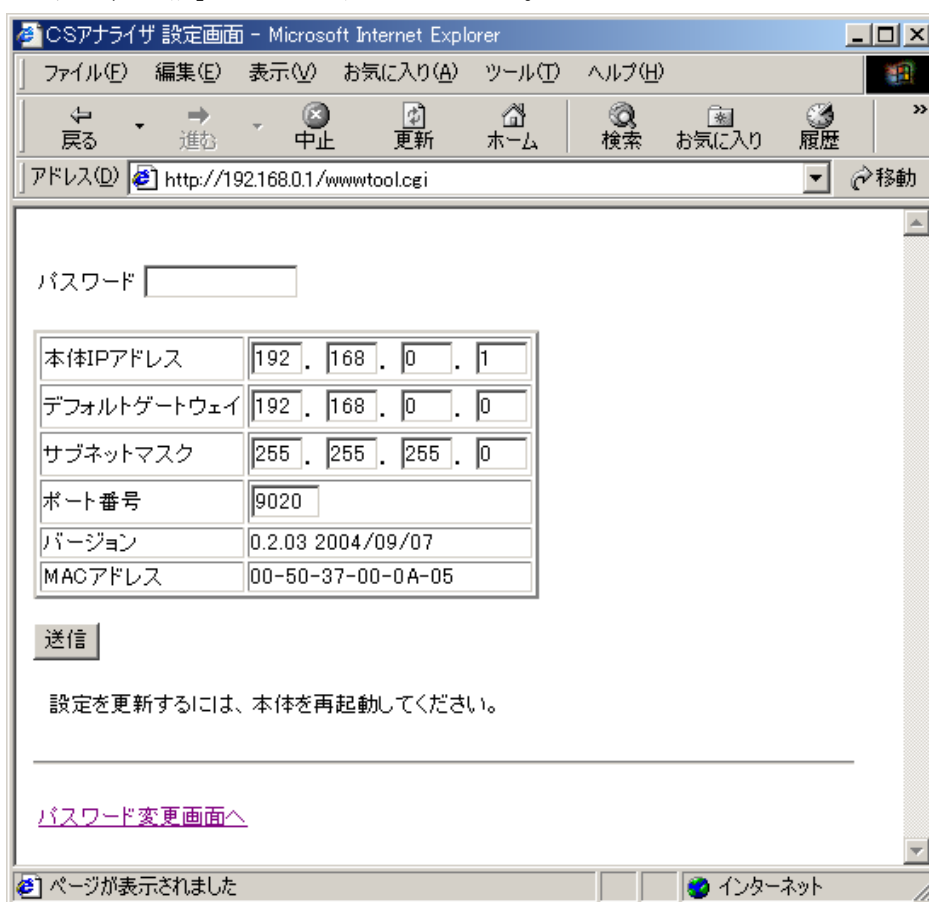 CSアナライザ 設定画面 - Microsoft Internet Explorer
ファイル(F) 編集(E) 表示(V) お気に入り(A) ツール(T) ヘルプ(H)
戻る 進む 中止 更新 ホーム 検索 お気に入り 履歴 »
アドレス(D) http://192.168.0.1/wwwtool.cgi 移動
パスワード
本体IPアドレス 192 . 168 . 0 . 1
デフォルトゲートウェイ 192 . 168 . 0 . 0
サブネットマスク 255 . 255 . 255 . 0
ポート番号 9020
バージョン 0.2.03 2004/09/07
MACアドレス 00-50-37-00-0A-05
送信
設定を更新するには、本体を再起動してください。
パスワード変更画面へ
ページが表示されました インターネット